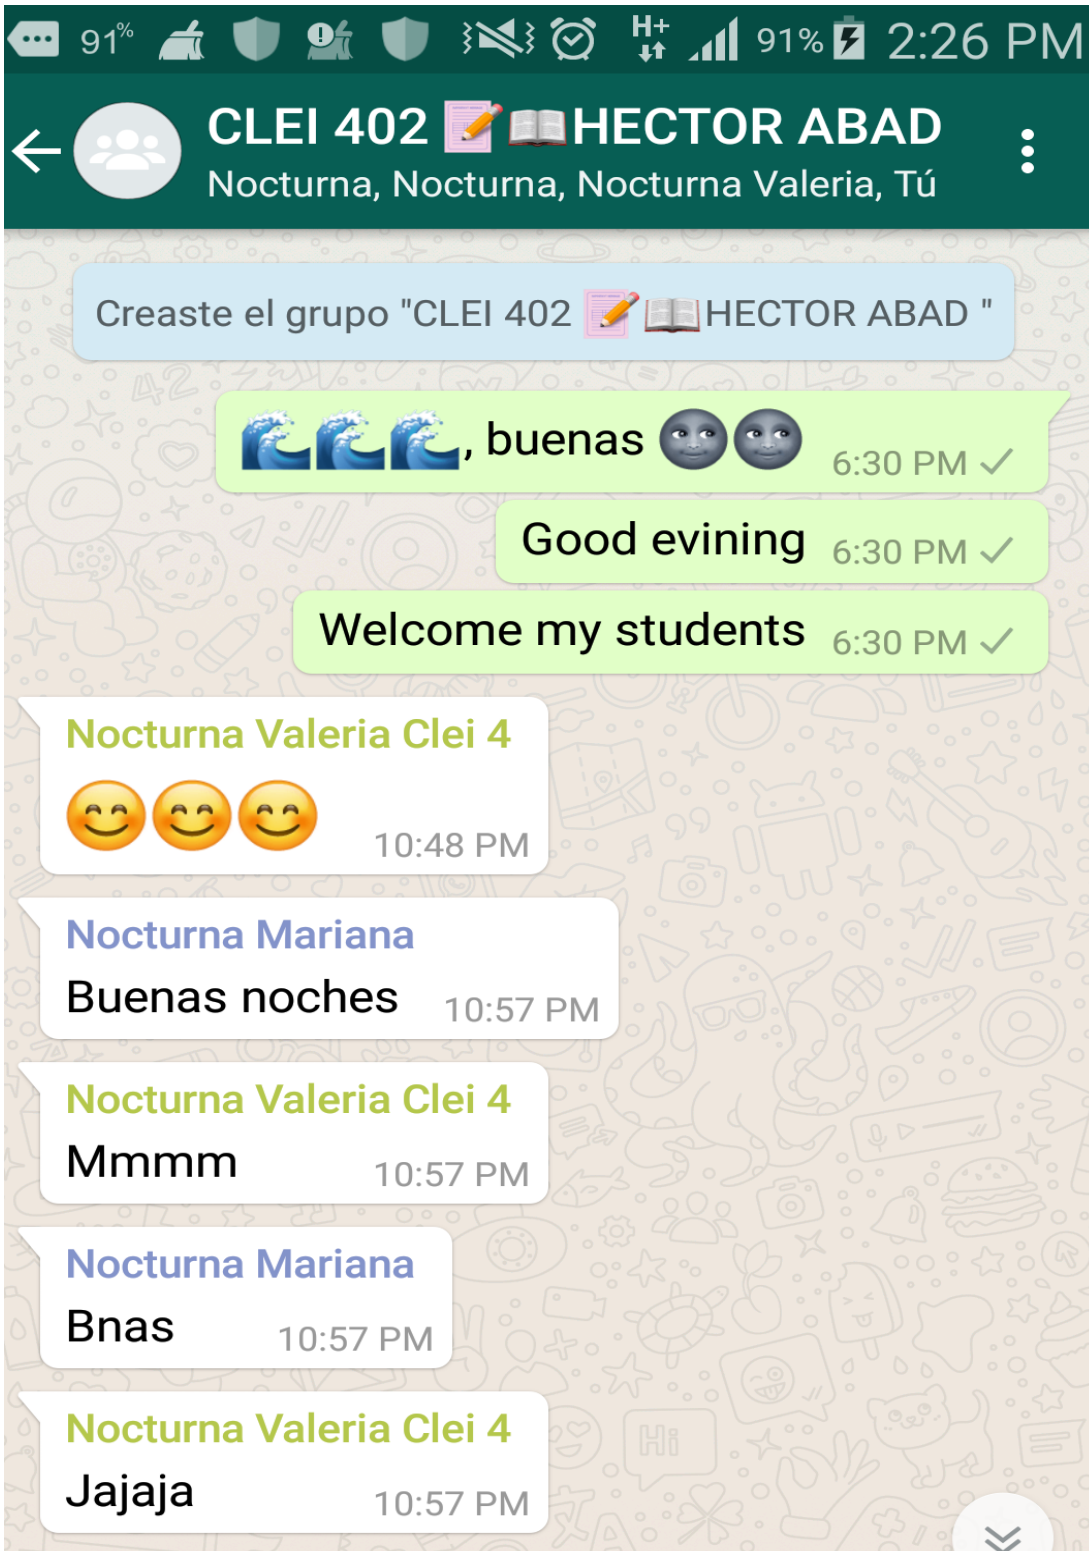 91% 91% 2:26 PM
CLEI 402 📝📖HECTOR ABAD
Nocturna, Nocturna, Nocturna Valeria, Tú
Creaste el grupo "CLEI 402 📝📖HECTOR ABAD "
🌊🌊🌊, buenas 🌚🌚 6:30 PM
Good evining 6:30 PM
Welcome my students 6:30 PM
Nocturna Valeria Clei 4
😊😊😊 10:48 PM
Nocturna Mariana
Buenas noches 10:57 PM
Nocturna Valeria Clei 4
Mmmm 10:57 PM
Nocturna Mariana
Bnas 10:57 PM
Nocturna Valeria Clei 4
Jajaja 10:57 PM